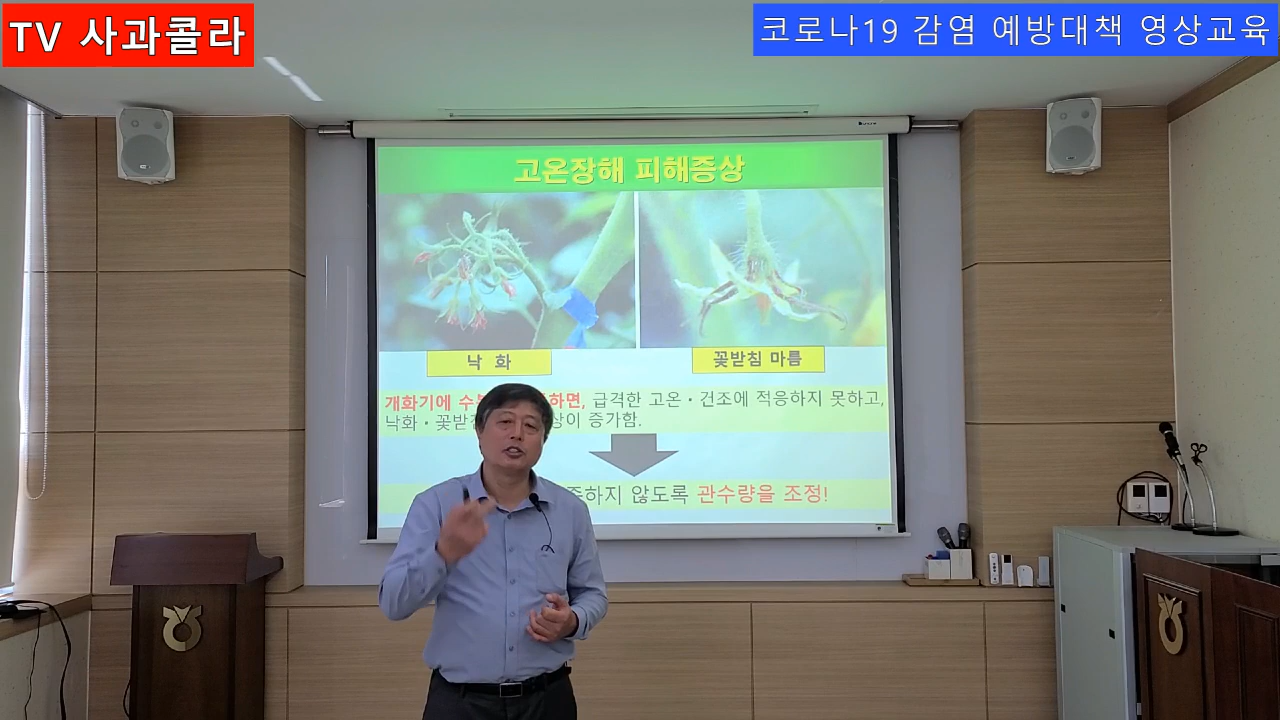 TV 사과콜라
코로나19 감염 예방대책 영상교육
고온장해 피해증상
낙 화
꽃받침 마름
개화기에 하면, 급격한 고온·건조에 적응하지 못하고,
낙화·꽃받 이 증가함.
하지 않도록 관수량을 조정!